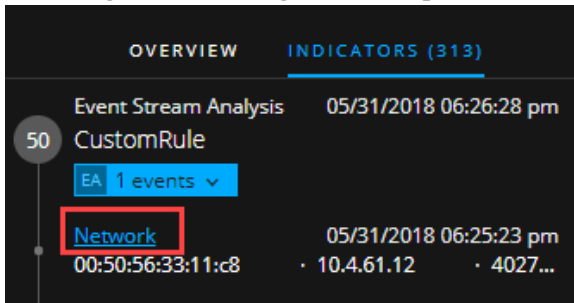 OVERVIEW INDICATORS (313)
Event Stream Analysis 05/31/2018 06:26:28 pm
50 CustomRule
EA 1 events
Network 05/31/2018 06:25:23 pm
00:50:56:33:11:c8 · 10.4.61.12 · 4027...